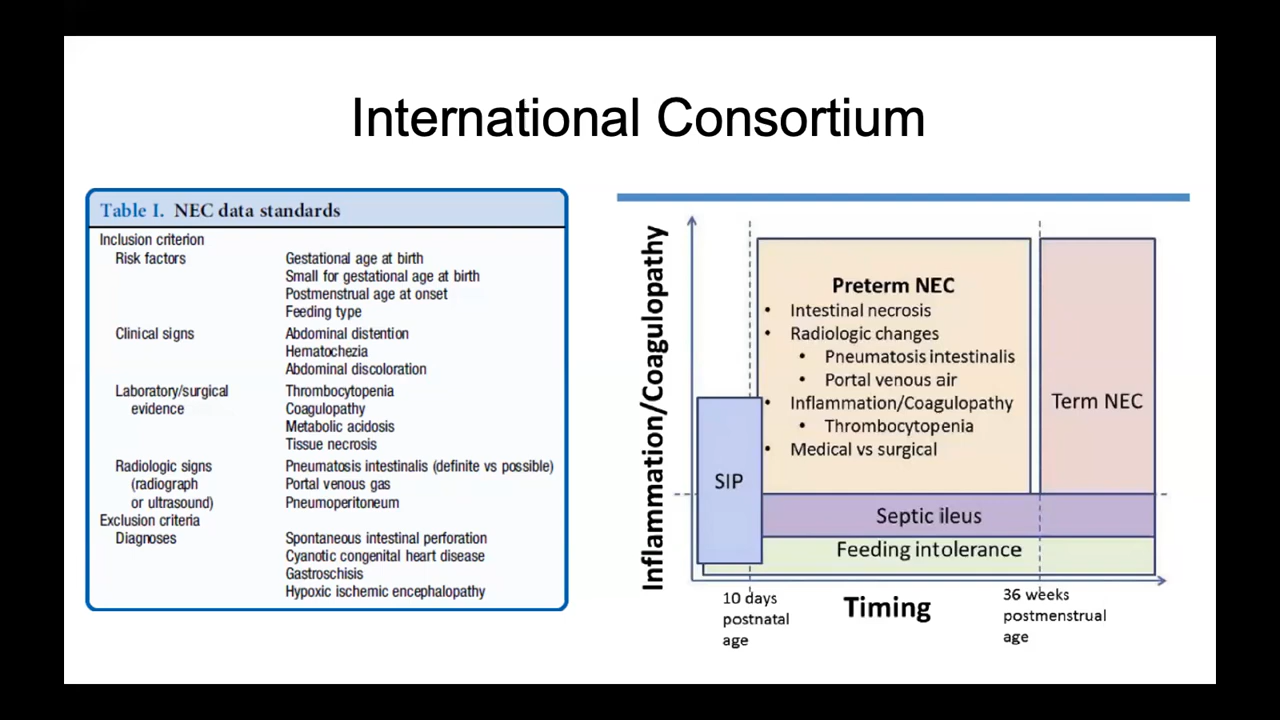 International Consortium
Table I. NEC data standards
Inclusion criterion
Risk factors Gestational age at birth
Small for gestational age at birth
Postmenstrual age at onset
Feeding type
Clinical signs Abdominal distention
Hematochezia
Abdominal discoloration
Laboratory/surgical Thrombocytopenia
evidence Coagulopathy
Metabolic acidosis
Tissue necrosis
Radiologic signs Pneumatosis intestinalis (definite vs possible)
(radiograph Portal venous gas
or ultrasound) Pneumoperitoneum
Exclusion criteria
Diagnoses Spontaneous intestinal perforation
Cyanotic congenital heart disease
Gastroschisis
Hypoxic ischemic encephalopathy
Inflammation/Coagulopathy
Preterm NEC
• Intestinal necrosis
• Radiologic changes
• Pneumatosis intestinalis
• Portal venous air
• Inflammation/Coagulopathy
• Thrombocytopenia
• Medical vs surgical
Term NEC
SIP
Septic ileus
Feeding intolerance
10 days
postnatal
age
Timing
36 weeks
postmenstrual
age